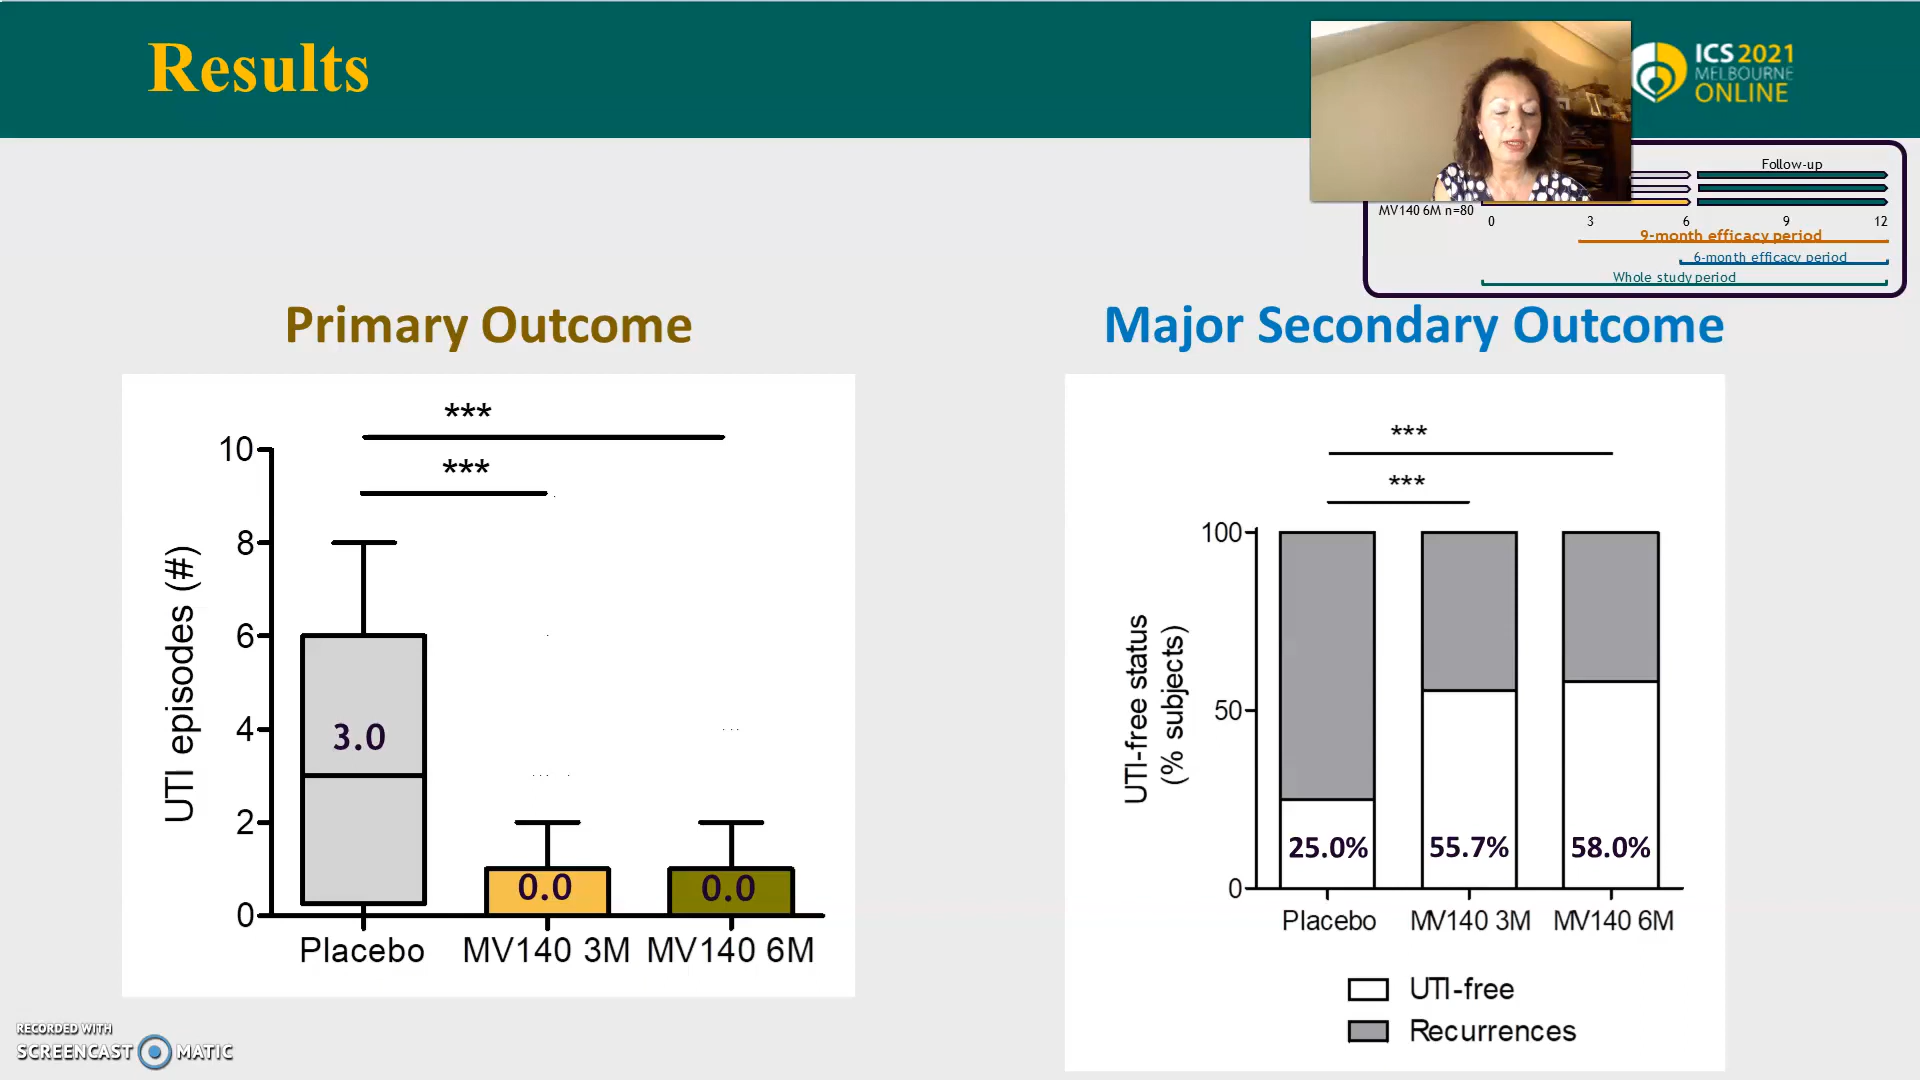 Results
ICS 2021
MELBOURNE
ONLINE
Follow-up
MV140 6M n=80
0 3 6 9 12
9-month efficacy period
6-month efficacy period
Whole study period
Primary Outcome
***
***
10
8
6
4
2
0
UTI episodes (#)
3.0
0.0
0.0
Placebo MV140 3M MV140 6M
Major Secondary Outcome
***
***
100
50
0
UTI-free status
(% subjects)
25.0%
55.7%
58.0%
Placebo MV140 3M MV140 6M
UTI-free
Recurrences
RECORDED WITH
SCREENCAST MATIC